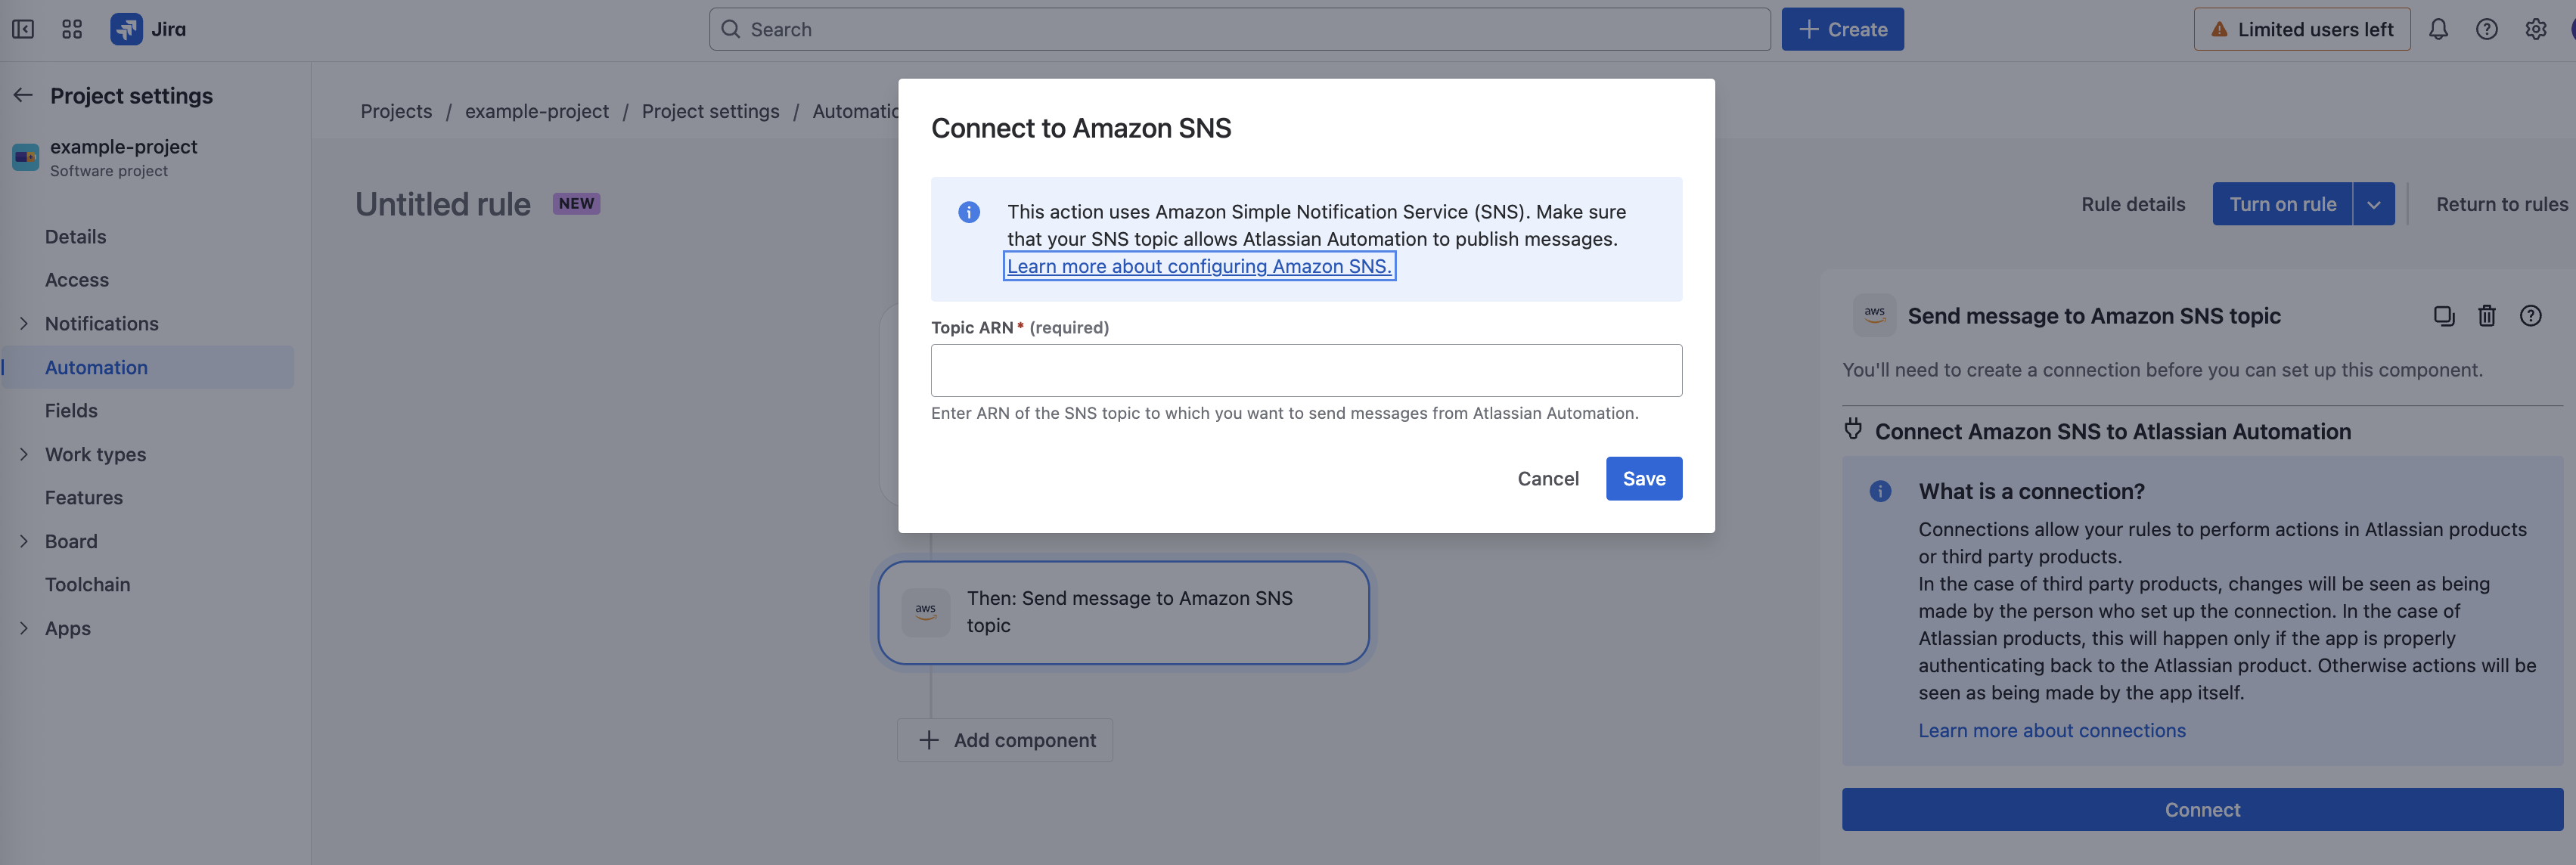 Jira
Search
Create
Limited users left
Project settings
example-project
Software project
Details
Access
Notifications
Automation
Fields
Work types
Features
Board
Toolchain
Apps
Projects / example-project / Project settings / Automatic
Untitled rule NEW
Rule details
Turn on rule
Return to rules
Connect to Amazon SNS
This action uses Amazon Simple Notification Service (SNS). Make sure
that your SNS topic allows Atlassian Automation to publish messages.
Learn more about configuring Amazon SNS.
Topic ARN* (required)
Enter ARN of the SNS topic to which you want to send messages from Atlassian Automation.
Cancel
Save
aws
Then: Send message to Amazon SNS
topic
Add component
aws
Send message to Amazon SNS topic
You'll need to create a connection before you can set up this component.
Connect Amazon SNS to Atlassian Automation
What is a connection?
Connections allow your rules to perform actions in Atlassian products
or third party products.
In the case of third party products, changes will be seen as being
made by the person who set up the connection. In the case of
Atlassian products, this will happen only if the app is properly
authenticating back to the Atlassian product. Otherwise actions will be
seen as being made by the app itself.
Learn more about connections
Connect